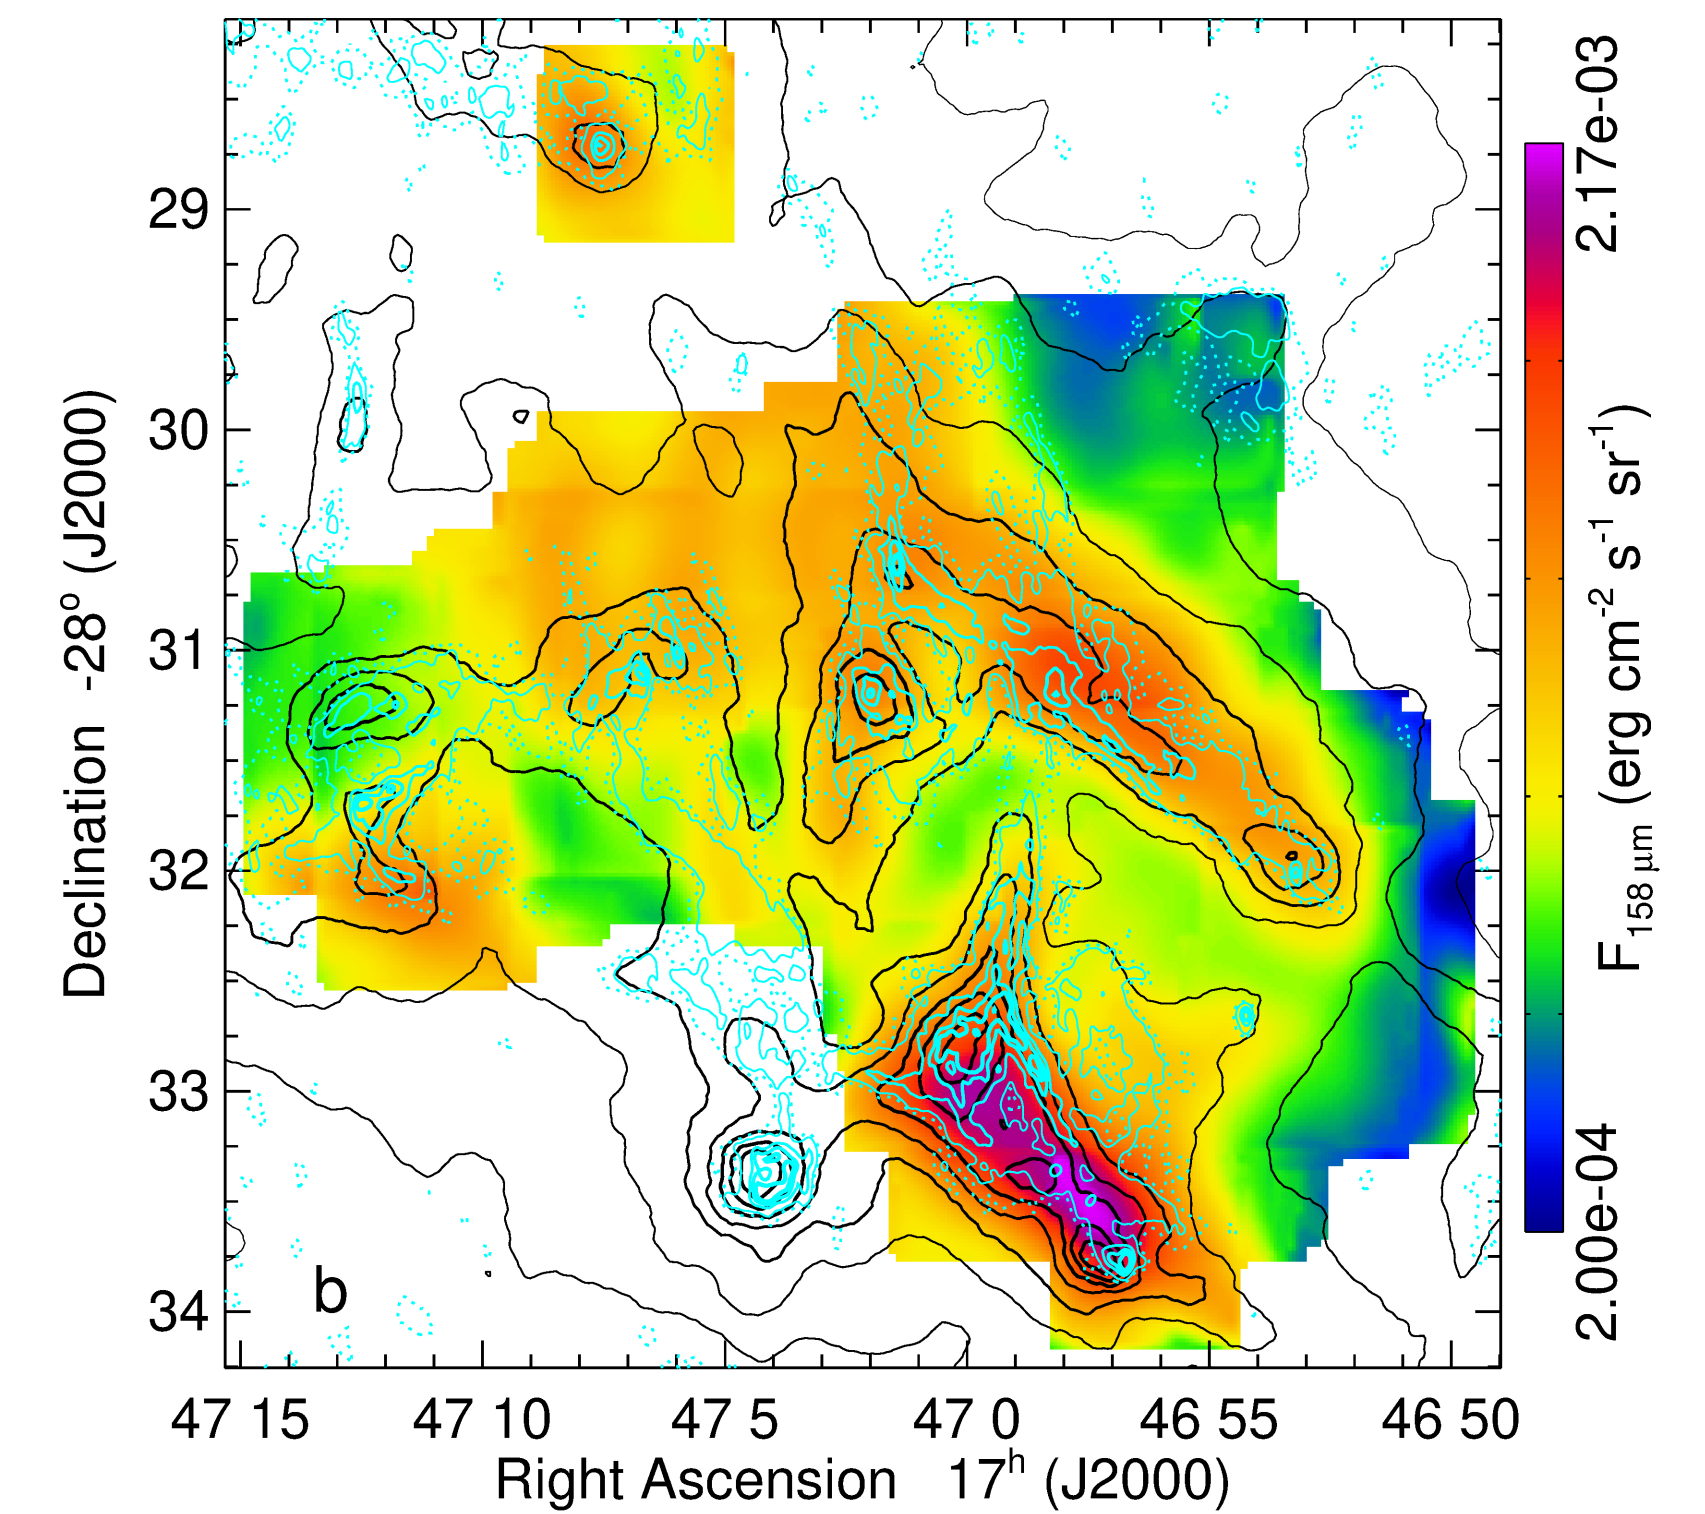 29
30
31
32
33
34
Declination -28° (J2000)
b
47 15 47 10 47 5 47 0 46 55 46 50
Right Ascension 17h (J2000)
2.17e-03
2.00e-04
F158 μm (erg cm-2 s-1 sr-1)